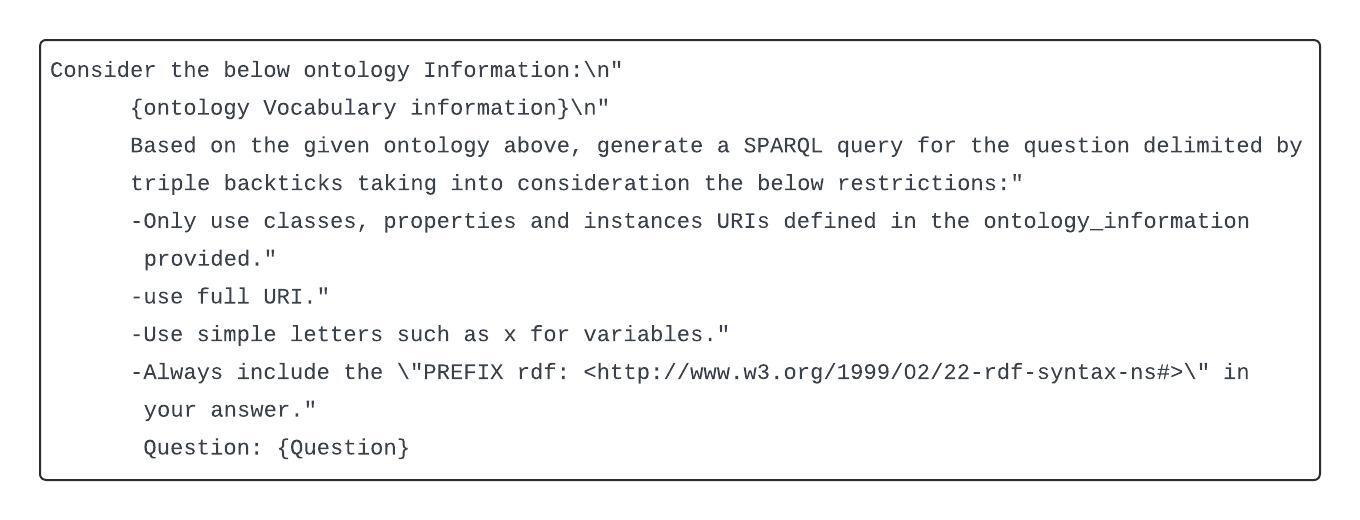 Consider the below ontology Information:\n"
{ontology Vocabulary information}\n"
Based on the given ontology above, generate a SPARQL query for the question delimited by
triple backticks taking into consideration the below restrictions:"
-Only use classes, properties and instances URIs defined in the ontology_information
provided."
-use full URI."
-Use simple letters such as x for variables."
-Always include the \"PREFIX rdf: <http://www.w3.org/1999/02/22-rdf-syntax-ns#>\" in
your answer."
Question: {Question}